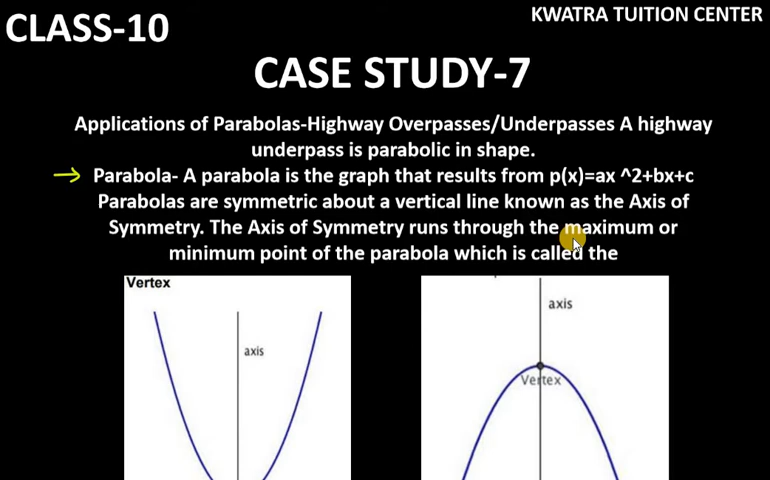 CLASS-10
KWATRA TUITION CENTER
CASE STUDY-7
Applications of Parabolas-Highway Overpasses/Underpasses A highway
underpass is parabolic in shape.
Parabola- A parabola is the graph that results from p(x)=ax ^2+bx+c
Parabolas are symmetric about a vertical line known as the Axis of
Symmetry. The Axis of Symmetry runs through the maximum or
minimum point of the parabola which is called the
Vertex
axis
axis
Vertex